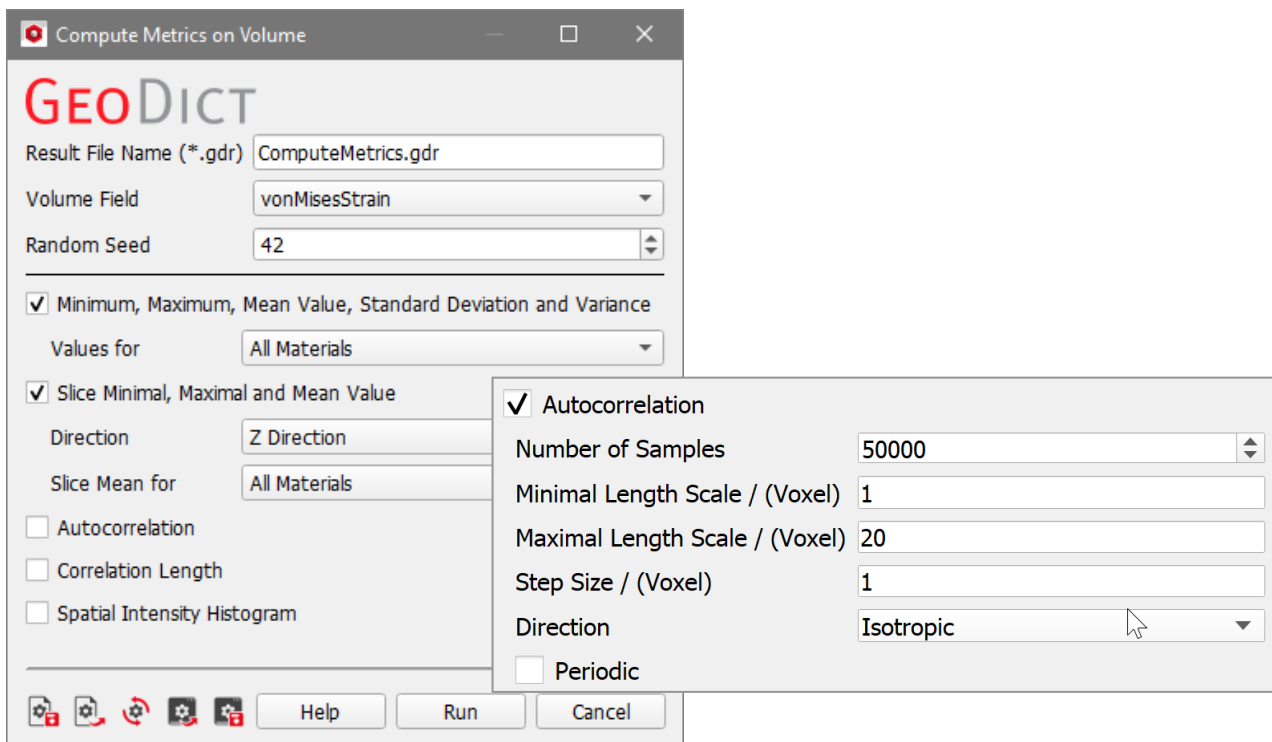 Compute Metrics on Volume
GEODICT
Result File Name (*.gdr) ComputeMetrics.gdr
Volume Field vonMisesStrain
Random Seed 42
Minimum, Maximum, Mean Value, Standard Deviation and Variance
Values for All Materials
Slice Minimal, Maximal and Mean Value
Direction Z Direction
Slice Mean for All Materials
Autocorrelation
Correlation Length
Spatial Intensity Histogram
Help Run Cancel
Autocorrelation
Number of Samples 50000
Minimal Length Scale / (Voxel) 1
Maximal Length Scale / (Voxel) 20
Step Size / (Voxel) 1
Direction Isotropic
Periodic